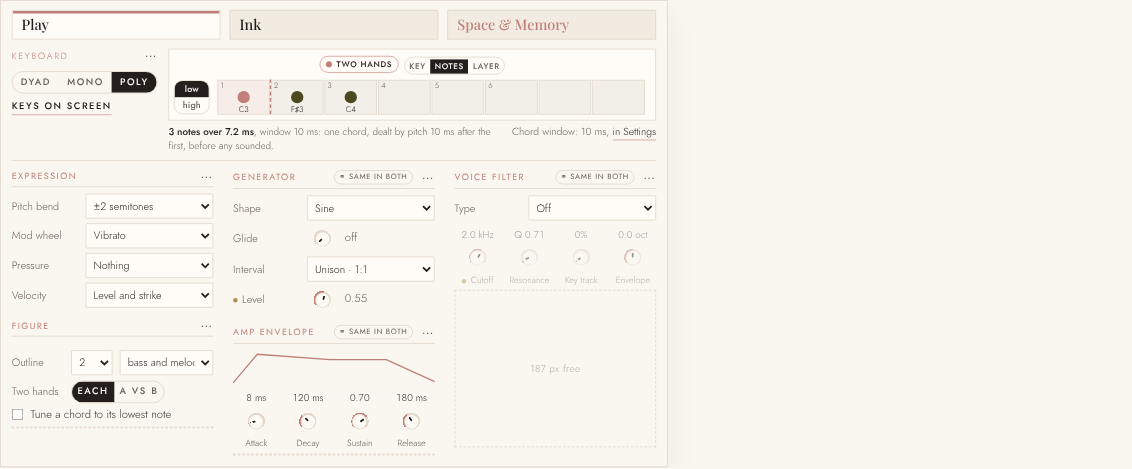 Play
Ink
Space & Memory
KEYBOARD ...
DYAD MONO POLY
KEYS ON SCREEN
TWO HANDS KEY NOTES LAYER
low
high
1 2 3 4 5 6
C3 F♯3 C4
3 notes over 7.2 ms, window 10 ms: one chord, dealt by pitch 10 ms after the
first, before any sounded.
Chord window: 10 ms, in Settings
EXPRESSION ...
Pitch bend ±2 semitones
Mod wheel Vibrato
Pressure Nothing
Velocity Level and strike
FIGURE ...
Outline 2 bass and meloc
Two hands EACH A VS B
Tune a chord to its lowest note
GENERATOR = SAME IN BOTH ...
Shape Sine
Glide off
Interval Unison · 1:1
Level 0.55
AMP ENVELOPE = SAME IN BOTH ...
8 ms 120 ms 0.70 180 ms
Attack Decay Sustain Release
VOICE FILTER = SAME IN BOTH ...
Type Off
2.0 kHz Q 0.71 0% 0.0 oct
Cutoff Resonance Key track Envelope
187 px free